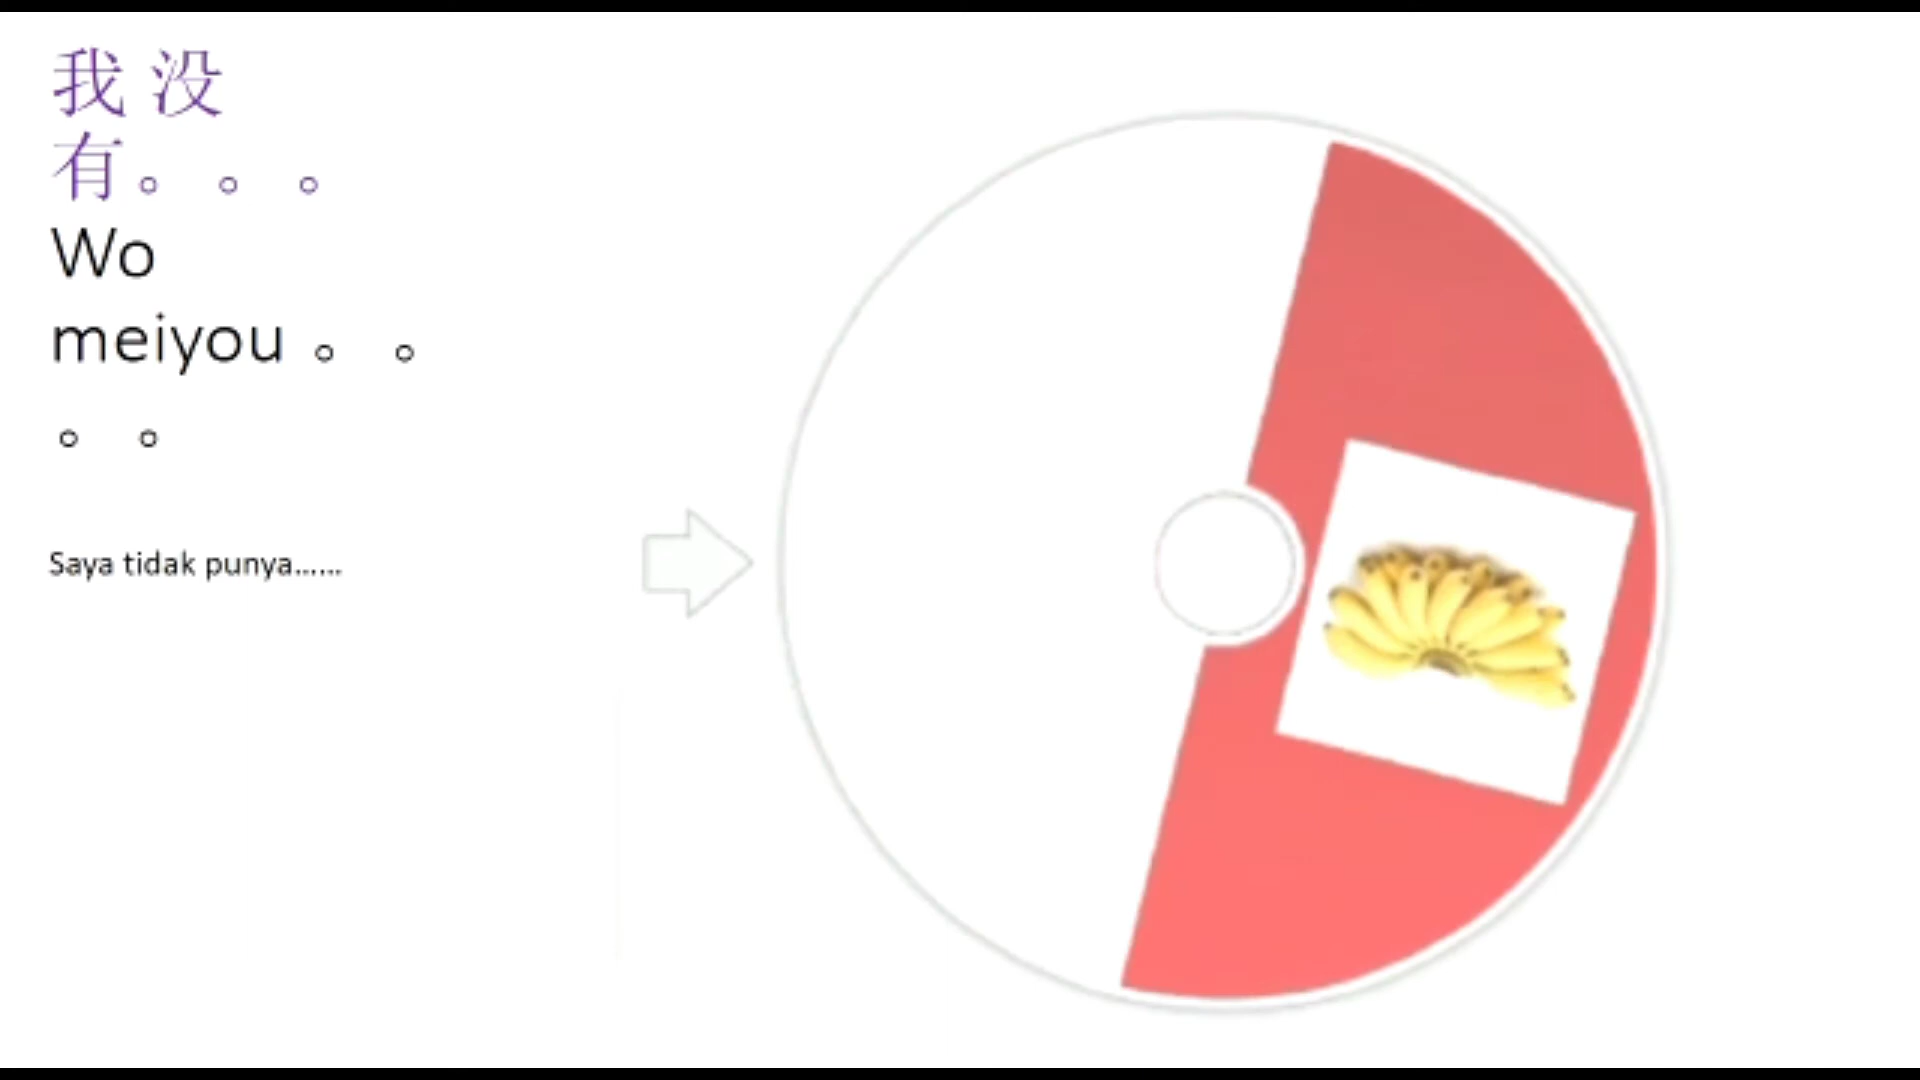 我 没
有。 。 。
Wo
meiyou 。 。
。 。
Saya tidak punya......